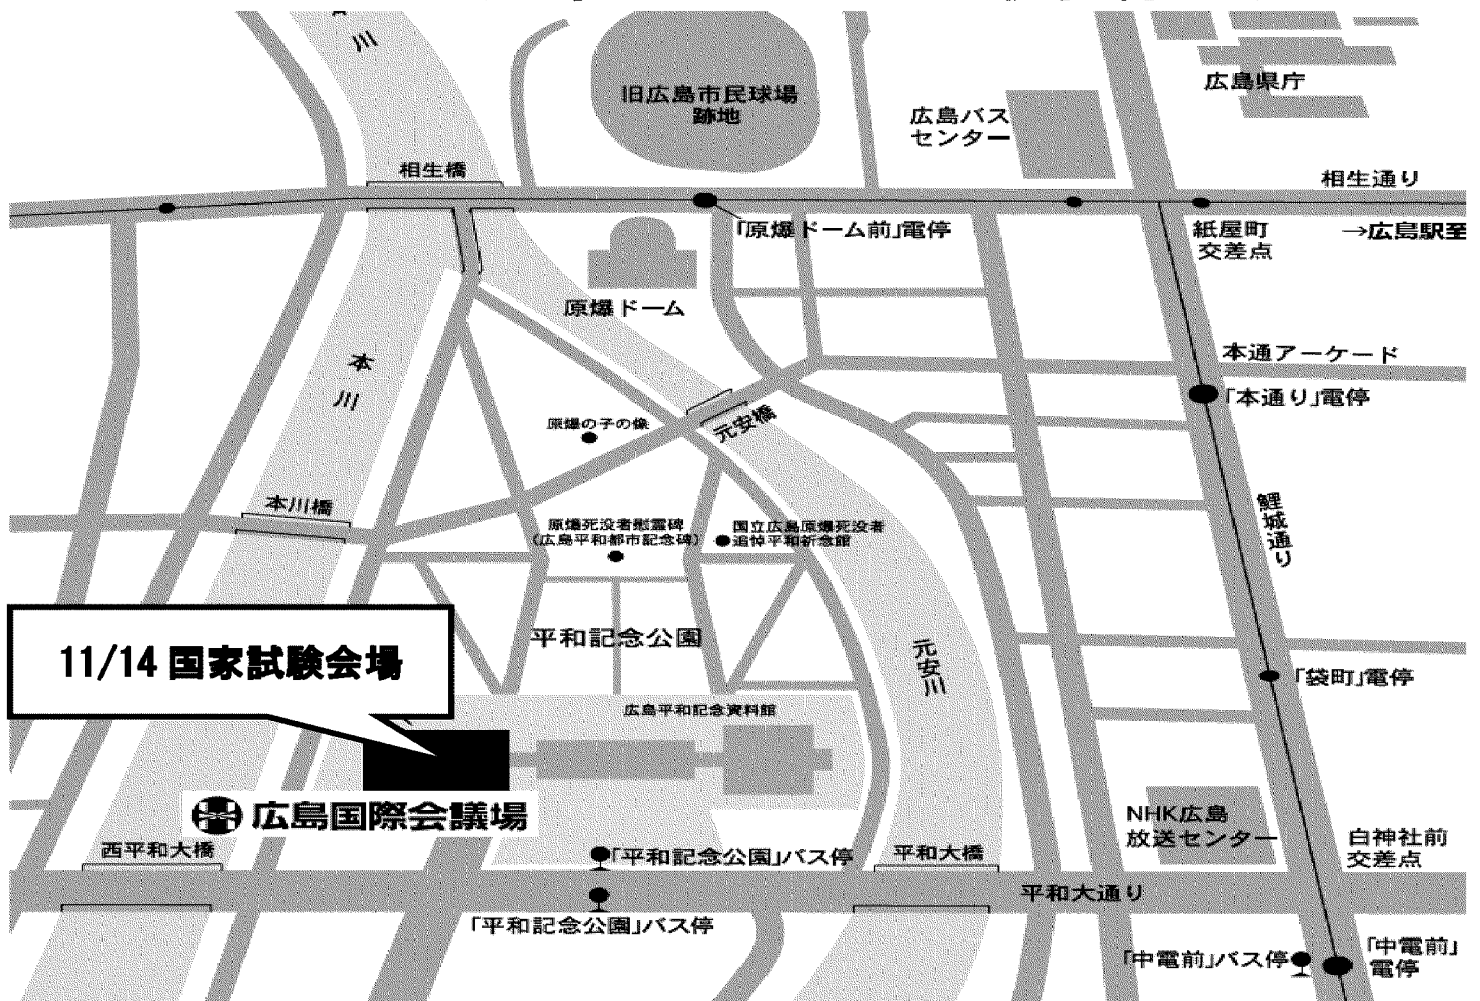 川
旧広島市民球場
跡地
広島バス
センター
広島県庁
相生橋
相生通り
「原爆ドーム前」電停
紙屋町
交差点
→広島駅至
原爆ドーム
本川
本通アーケード
「本通り」電停
元安橋
原爆の子の像
本川橋
原爆死没者慰霊碑
(広島平和都市記念碑)
国立広島原爆死没者
追悼平和祈念館
鯉城通り
平和記念公園
元安川
11/14 国家試験会場
「袋町」電停
広島平和記念資料館
広島国際会議場
NHK広島
放送センター
白神社前
交差点
西平和大橋
「平和記念公園」バス停
平和大橋
平和大通り
「平和記念公園」バス停
「中電前」バス停
「中電前」
電停